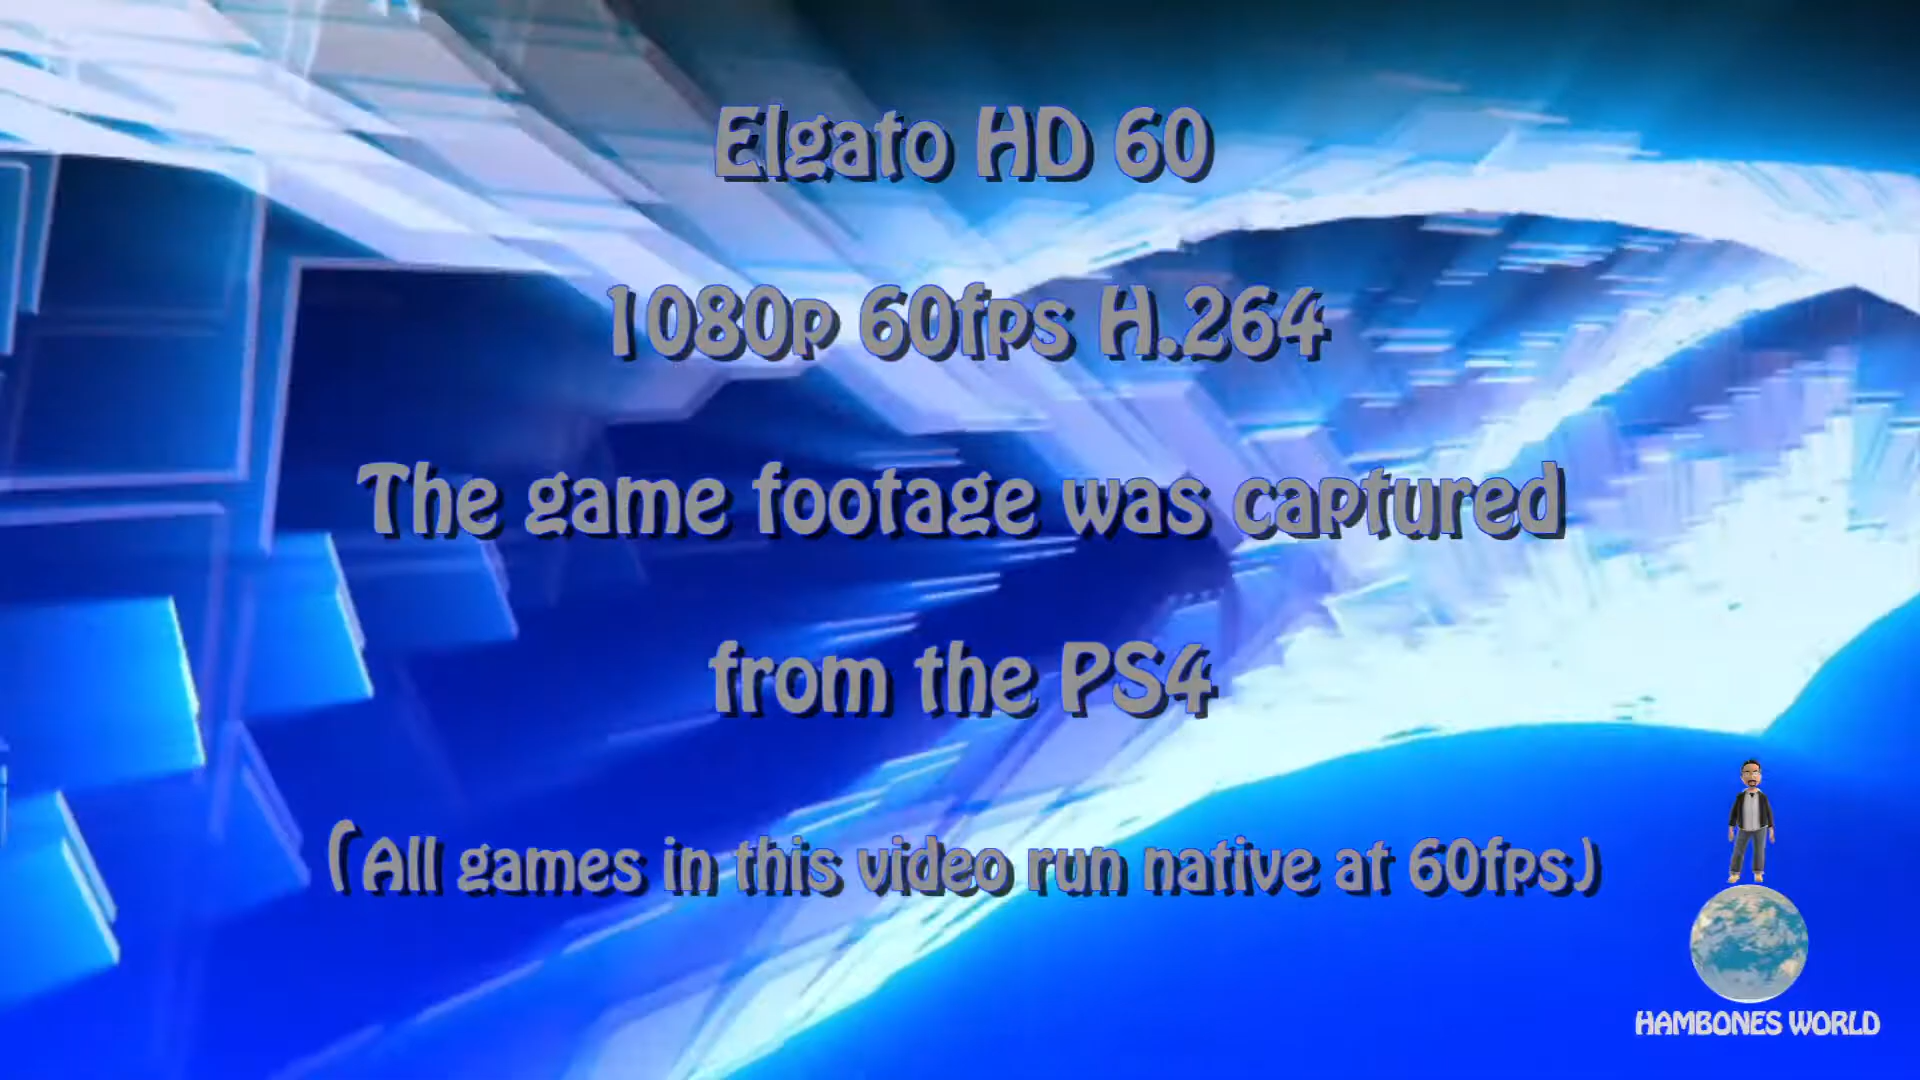 Elgato HD 60
1080p 60fps H.264
The game footage was captured
from the PS4
(All games in this video run native at 60fps)
HAMBONES WORLD